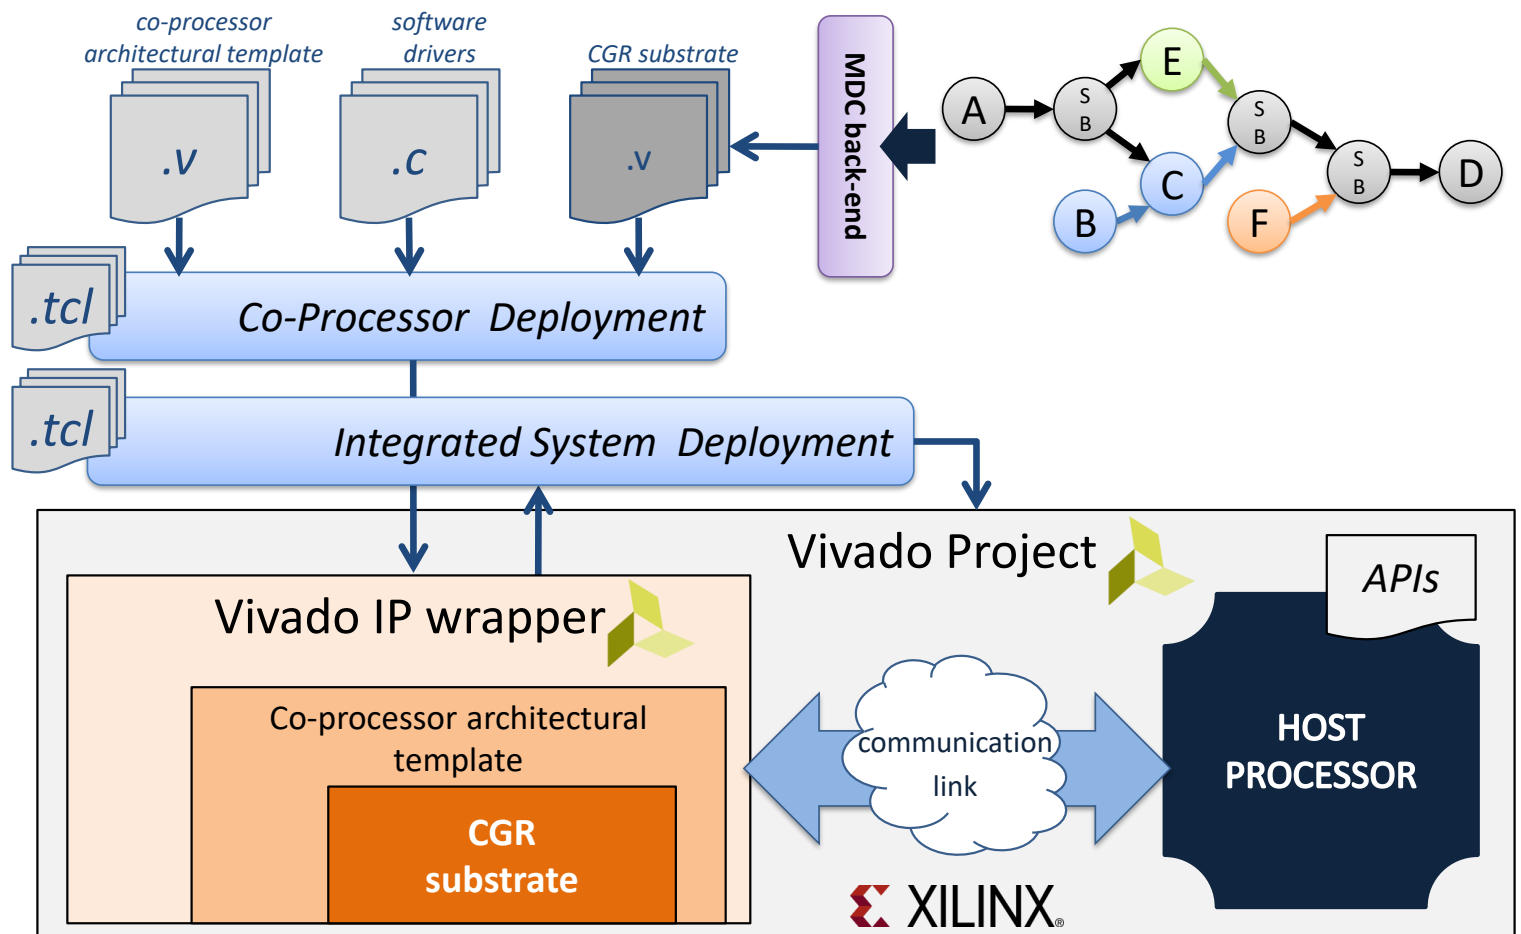 co-processor
architectural template
software
drivers
CGR substrate
.v
.c
.v
MDC back-end
A
S
B
E
C
B
S
B
F
S
B
D
.tcl
Co-Processor Deployment
.tcl
Integrated System Deployment
Vivado Project
APIs
Vivado IP wrapper
Co-processor architectural
template
CGR
substrate
communication
link
HOST
PROCESSOR
XILINX®